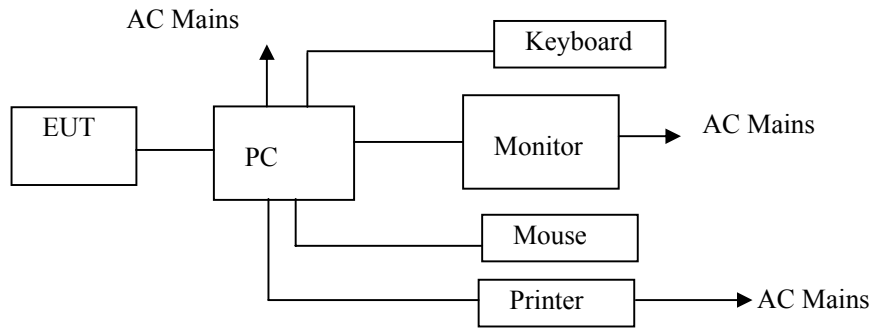 AC Mains
Keyboard
EUT
PC
Monitor
AC Mains
Mouse
Printer
AC Mains